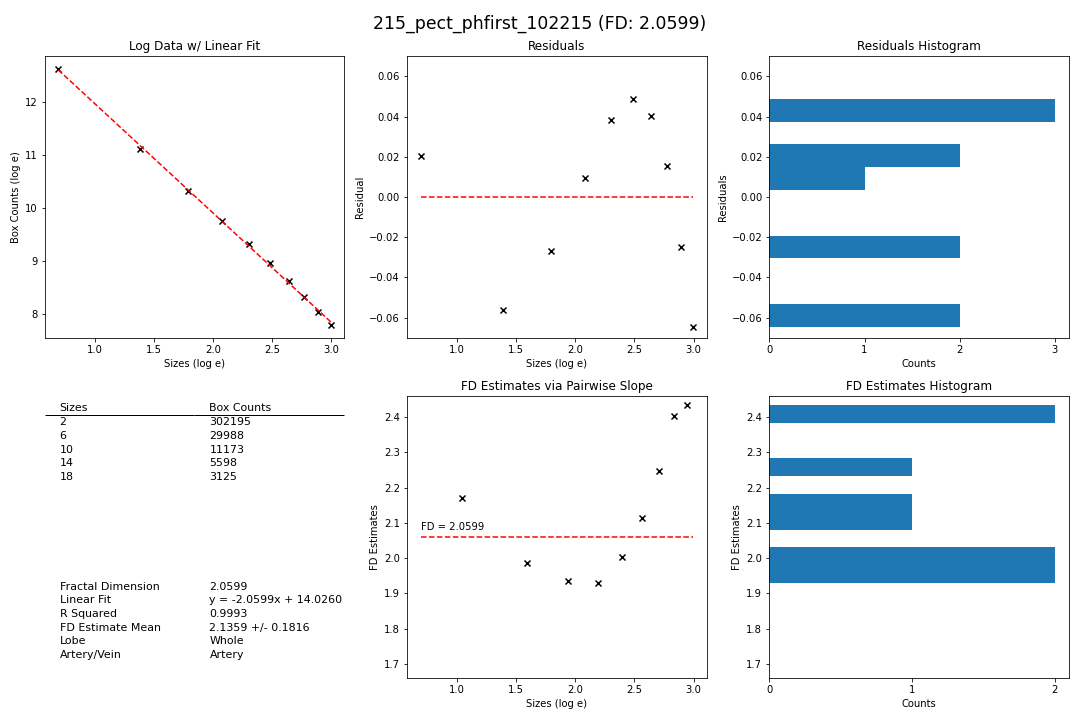 215_pect_phfirst_102215 (FD: 2.0599)
Log Data w/ Linear Fit
Box Counts (log e)
12
11
10
9
8
1.0 1.5 2.0 2.5 3.0
Sizes (log e)
Residuals
Residual
0.06
0.04
0.02
0.00
−0.02
−0.04
−0.06
1.0 1.5 2.0 2.5 3.0
Sizes (log e)
Residuals Histogram
Residuals
0.06
0.04
0.02
0.00
−0.02
−0.04
−0.06
0 1 2 3
Counts
Sizes Box Counts
2 302195
6 29988
10 11173
14 5598
18 3125
Fractal Dimension 2.0599
Linear Fit y = -2.0599x + 14.0260
R Squared 0.9993
FD Estimate Mean 2.1359 +/- 0.1816
Lobe Whole
Artery/Vein Artery
FD Estimates via Pairwise Slope
FD Estimates
2.4
2.3
2.2
2.1
2.0
1.9
1.8
1.7
FD = 2.0599
1.0 1.5 2.0 2.5 3.0
Sizes (log e)
FD Estimates Histogram
FD Estimates
2.4
2.3
2.2
2.1
2.0
1.9
1.8
1.7
0 1 2
Counts